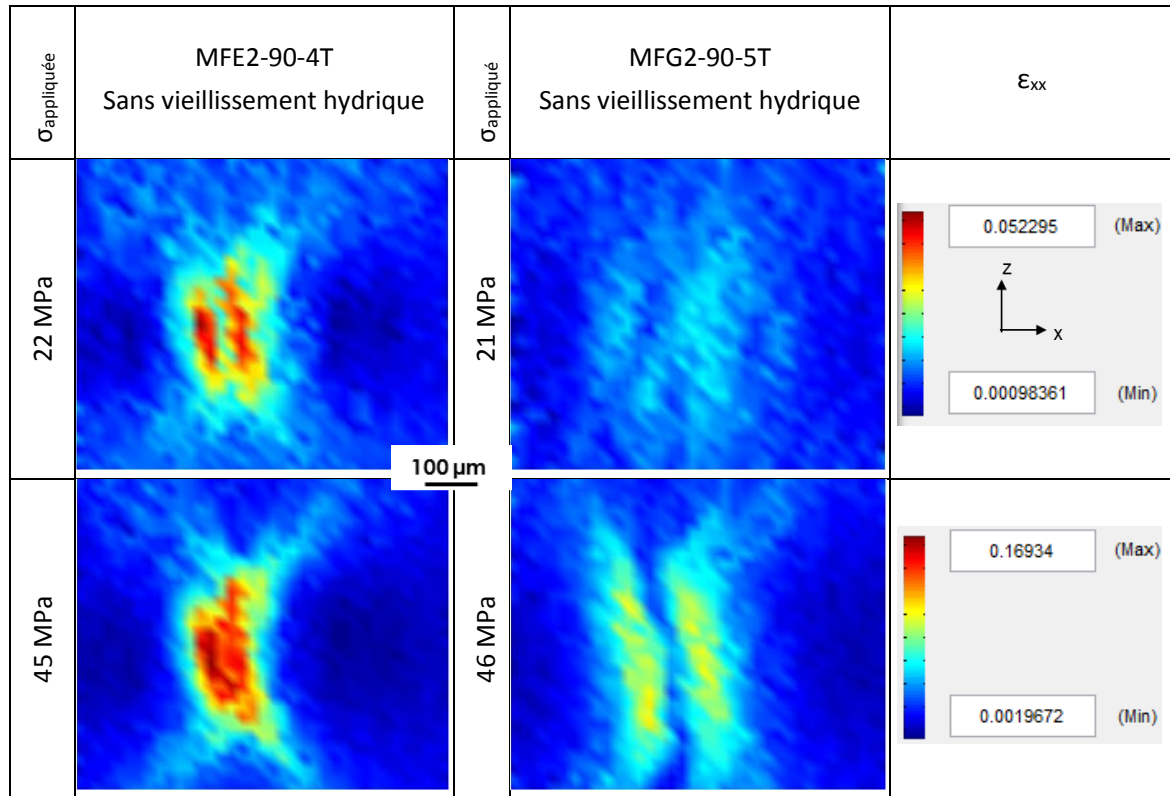 σappliquée
MFE2-90-4T
Sans vieillissement hydrique
σappliqué
MFG2-90-5T
Sans vieillissement hydrique
εxx
22 MPa
21 MPa
0.052295 (Max)
z
x
0.00098361 (Min)
100 µm
45 MPa
46 MPa
0.16934 (Max)
0.0019672 (Min)